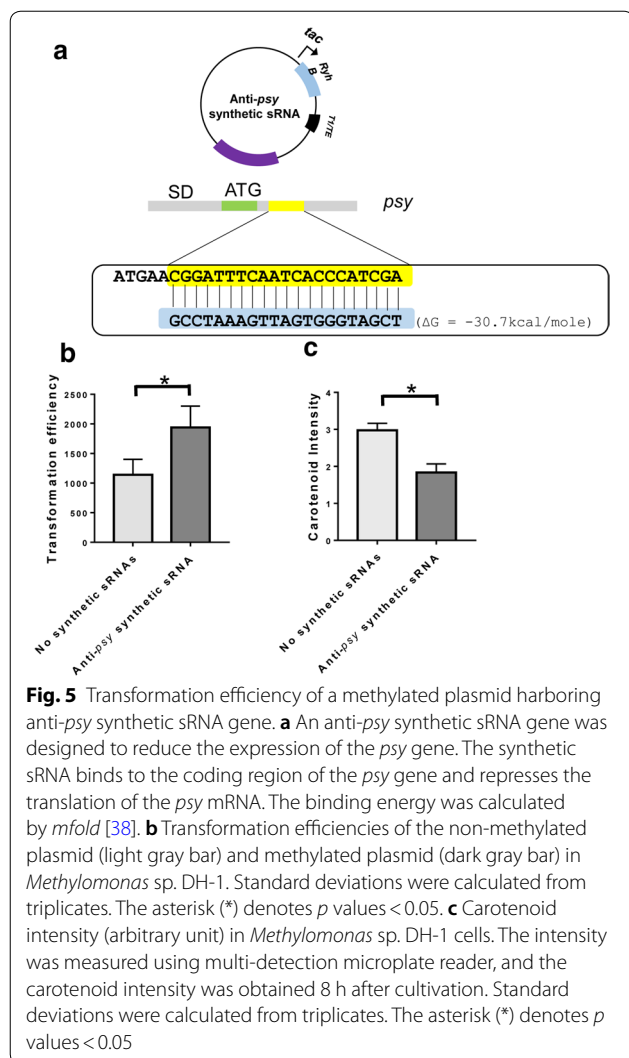 a
tac
Ryh
B
Anti-psy
synthetic sRNA
T1/TE
SD ATG
psy
ATGAACGGATTTCAATCACCCATCGA
GCCTAAAGTTAGTGGGTAGCT (ΔG = -30.7kcal/mole)
b
*
Transformation efficiency
2500
2000
1500
1000
500
0
No synthetic sRNAs
Anti-psy synthetic sRNA
c
*
Carotenoid Intensity
4
3
2
1
0
No synthetic sRNAs
Anti-psy synthetic sRNA
Fig. 5 Transformation efficiency of a methylated plasmid harboring
anti-psy synthetic sRNA gene. a An anti-psy synthetic sRNA gene was
designed to reduce the expression of the psy gene. The synthetic
sRNA binds to the coding region of the psy gene and represses the
translation of the psy mRNA. The binding energy was calculated
by mfold [38]. b Transformation efficiencies of the non-methylated
plasmid (light gray bar) and methylated plasmid (dark gray bar) in
Methylomonas sp. DH-1. Standard deviations were calculated from
triplicates. The asterisk (*) denotes p values < 0.05. c Carotenoid
intensity (arbitrary unit) in Methylomonas sp. DH-1 cells. The intensity
was measured using multi-detection microplate reader, and the
carotenoid intensity was obtained 8 h after cultivation. Standard
deviations were calculated from triplicates. The asterisk (*) denotes p
values < 0.05